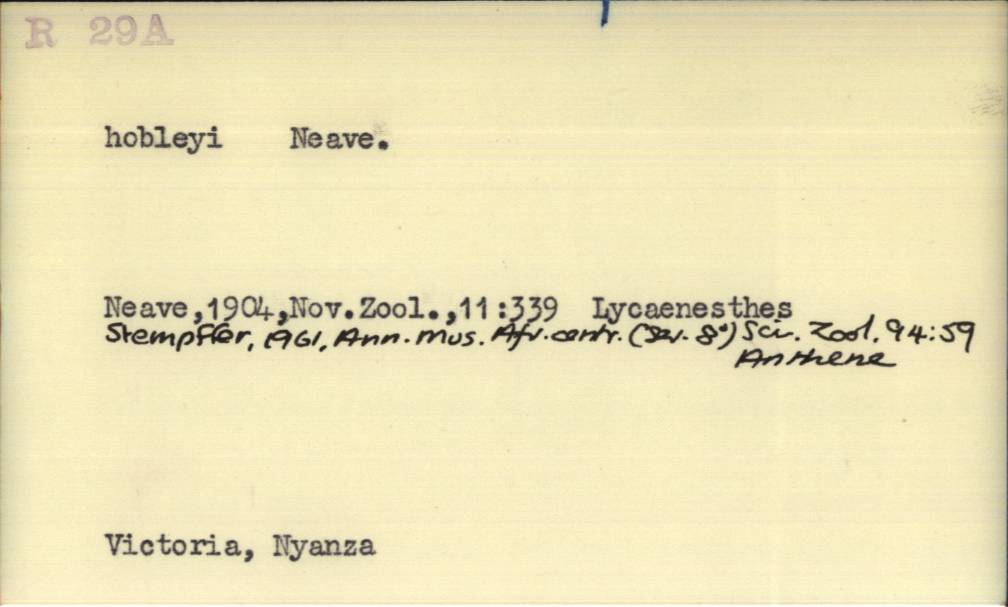 R 29A
hobleyi Neave.
Neave,1904,Nov.Zool.,11:339 Lycaenesthes
Stempffer, 1961, Ann. Mus. Afr. centr. (Ser. 8°) Sci. Zool. 94:59
Anthene
Victoria, Nyanza